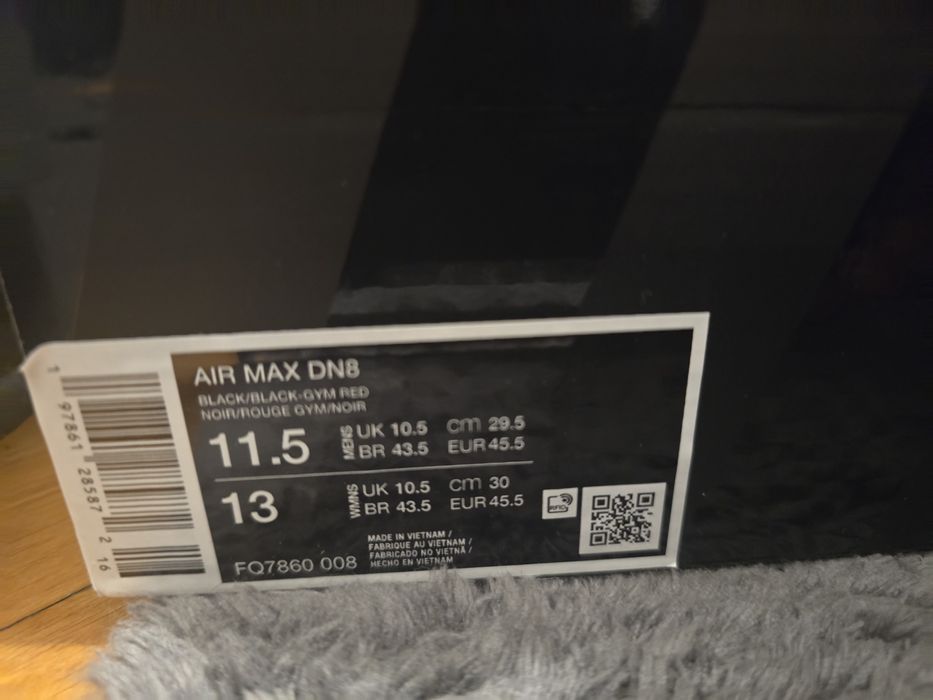 AIR MAX DN8
BLACK/BLACK-GYM RED
NOIR/ROUGE GYM/NOIR
11.5 MENS UK 10.5 cm 29.5
BR 43.5 EUR 45.5
13 WMNS UK 10.5 cm 30
BR 43.5 EUR 45.5
RFID
FQ7860 008
MADE IN VIETNAM /
FABRIQUE AU VIETNAM /
FABRICADO NO VIETNÃ /
HECHO EN VIETNAM
1 97861 28587 2 16